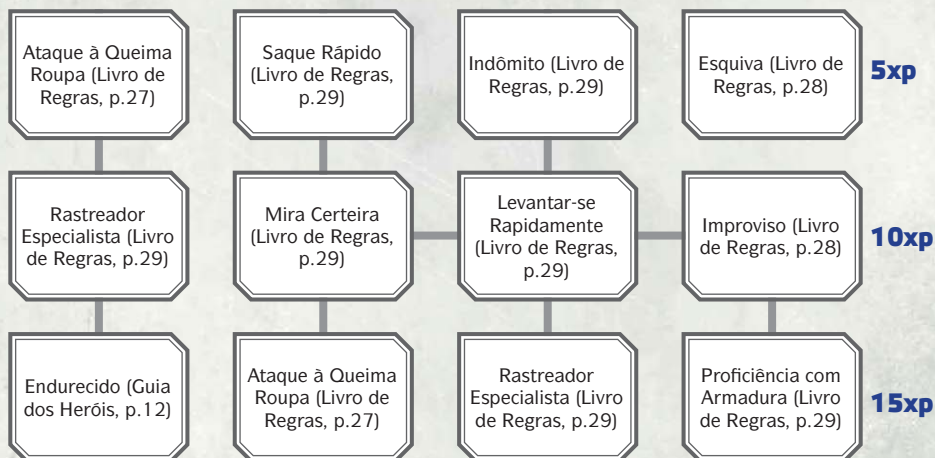 Ataque à Queima
Roupa (Livro de
Regras, p.27)
Saque Rápido
(Livro de Regras,
p.29)
Indômito (Livro de
Regras, p.29)
Esquiva (Livro de
Regras, p.28)
5xp
Rastreador
Especialista (Livro
de Regras, p.29)
Mira Certeira
(Livro de Regras,
p.29)
Levantar-se
Rapidamente
(Livro de Regras,
p.29)
Improviso (Livro
de Regras, p.28)
10xp
Endurecido (Guia
dos Heróis, p.12)
Ataque à Queima
Roupa (Livro de
Regras, p.27)
Rastreador
Especialista (Livro
de Regras, p.29)
Proficiência com
Armadura (Livro
de Regras, p.29)
15xp